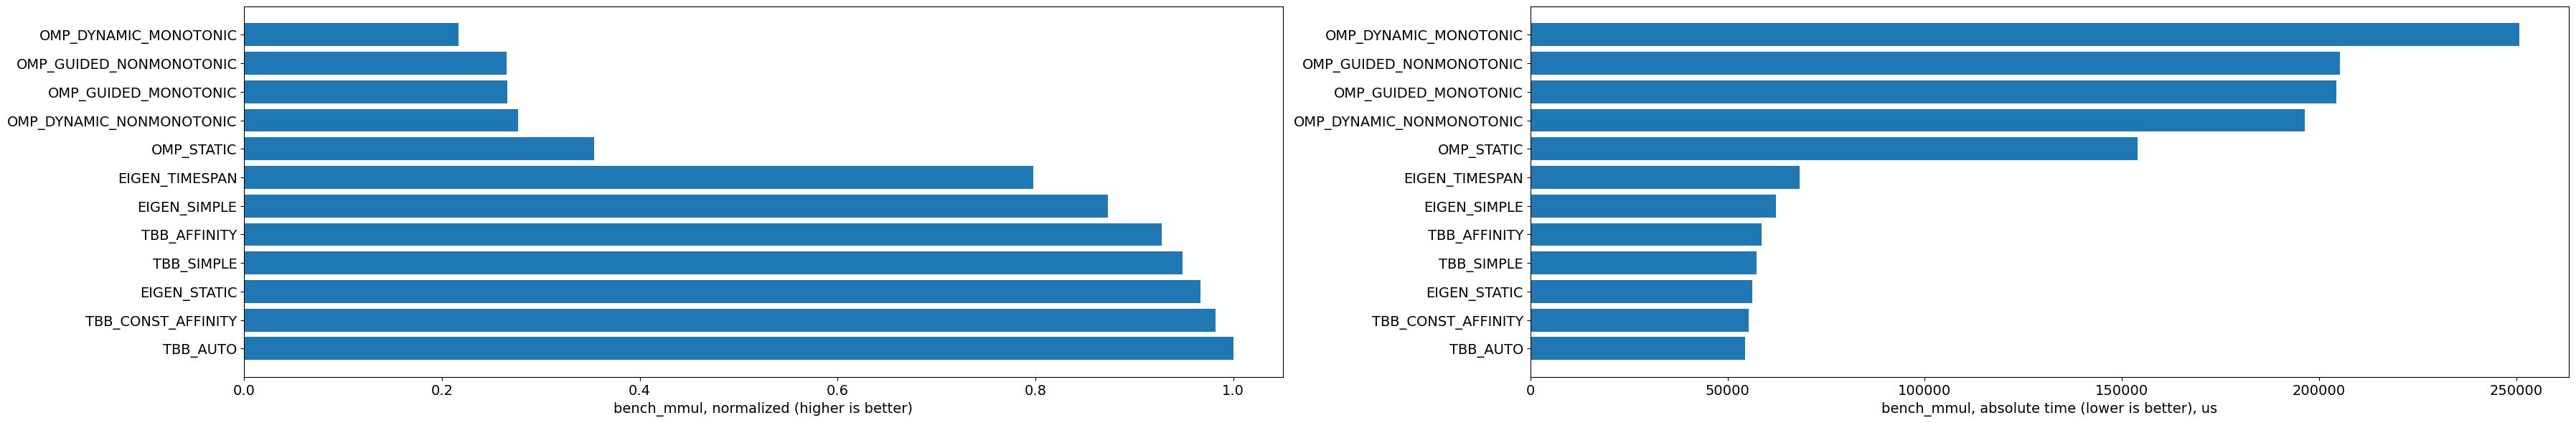 OMP_DYNAMIC_MONOTONIC
OMP_GUIDED_NONMONOTONIC
OMP_GUIDED_MONOTONIC
OMP_DYNAMIC_NONMONOTONIC
OMP_STATIC
EIGEN_TIMESPAN
EIGEN_SIMPLE
TBB_AFFINITY
TBB_SIMPLE
EIGEN_STATIC
TBB_CONST_AFFINITY
TBB_AUTO
0.0 0.2 0.4 0.6 0.8 1.0
bench_mmul, normalized (higher is better)
OMP_DYNAMIC_MONOTONIC
OMP_GUIDED_NONMONOTONIC
OMP_GUIDED_MONOTONIC
OMP_DYNAMIC_NONMONOTONIC
OMP_STATIC
EIGEN_TIMESPAN
EIGEN_SIMPLE
TBB_AFFINITY
TBB_SIMPLE
EIGEN_STATIC
TBB_CONST_AFFINITY
TBB_AUTO
0 50000 100000 150000 200000 250000
bench_mmul, absolute time (lower is better), us